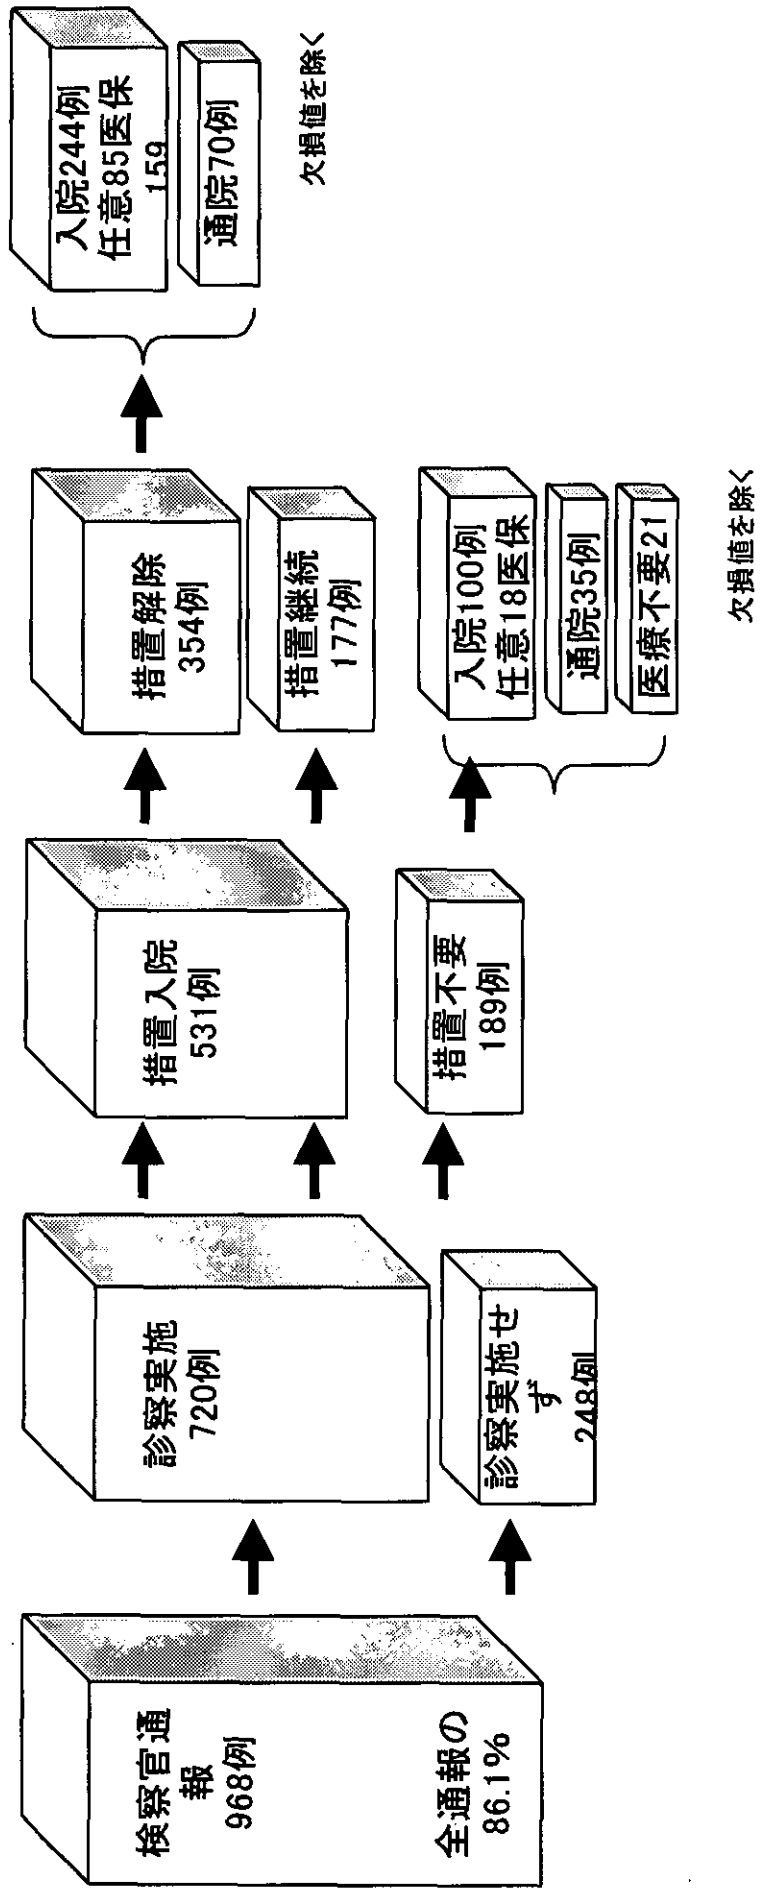 検察官通
報
968例
全通報の
86.1%
診察実施
720例
診察実施せ
ず
248例
措置入院
531例
措置不要
189例
措置解除
354例
措置継続
177例
入院100例
任意18医保
通院35例
医療不要21
欠損値を除く
入院244例
任意85医保
159
通院70例
欠損値を除く